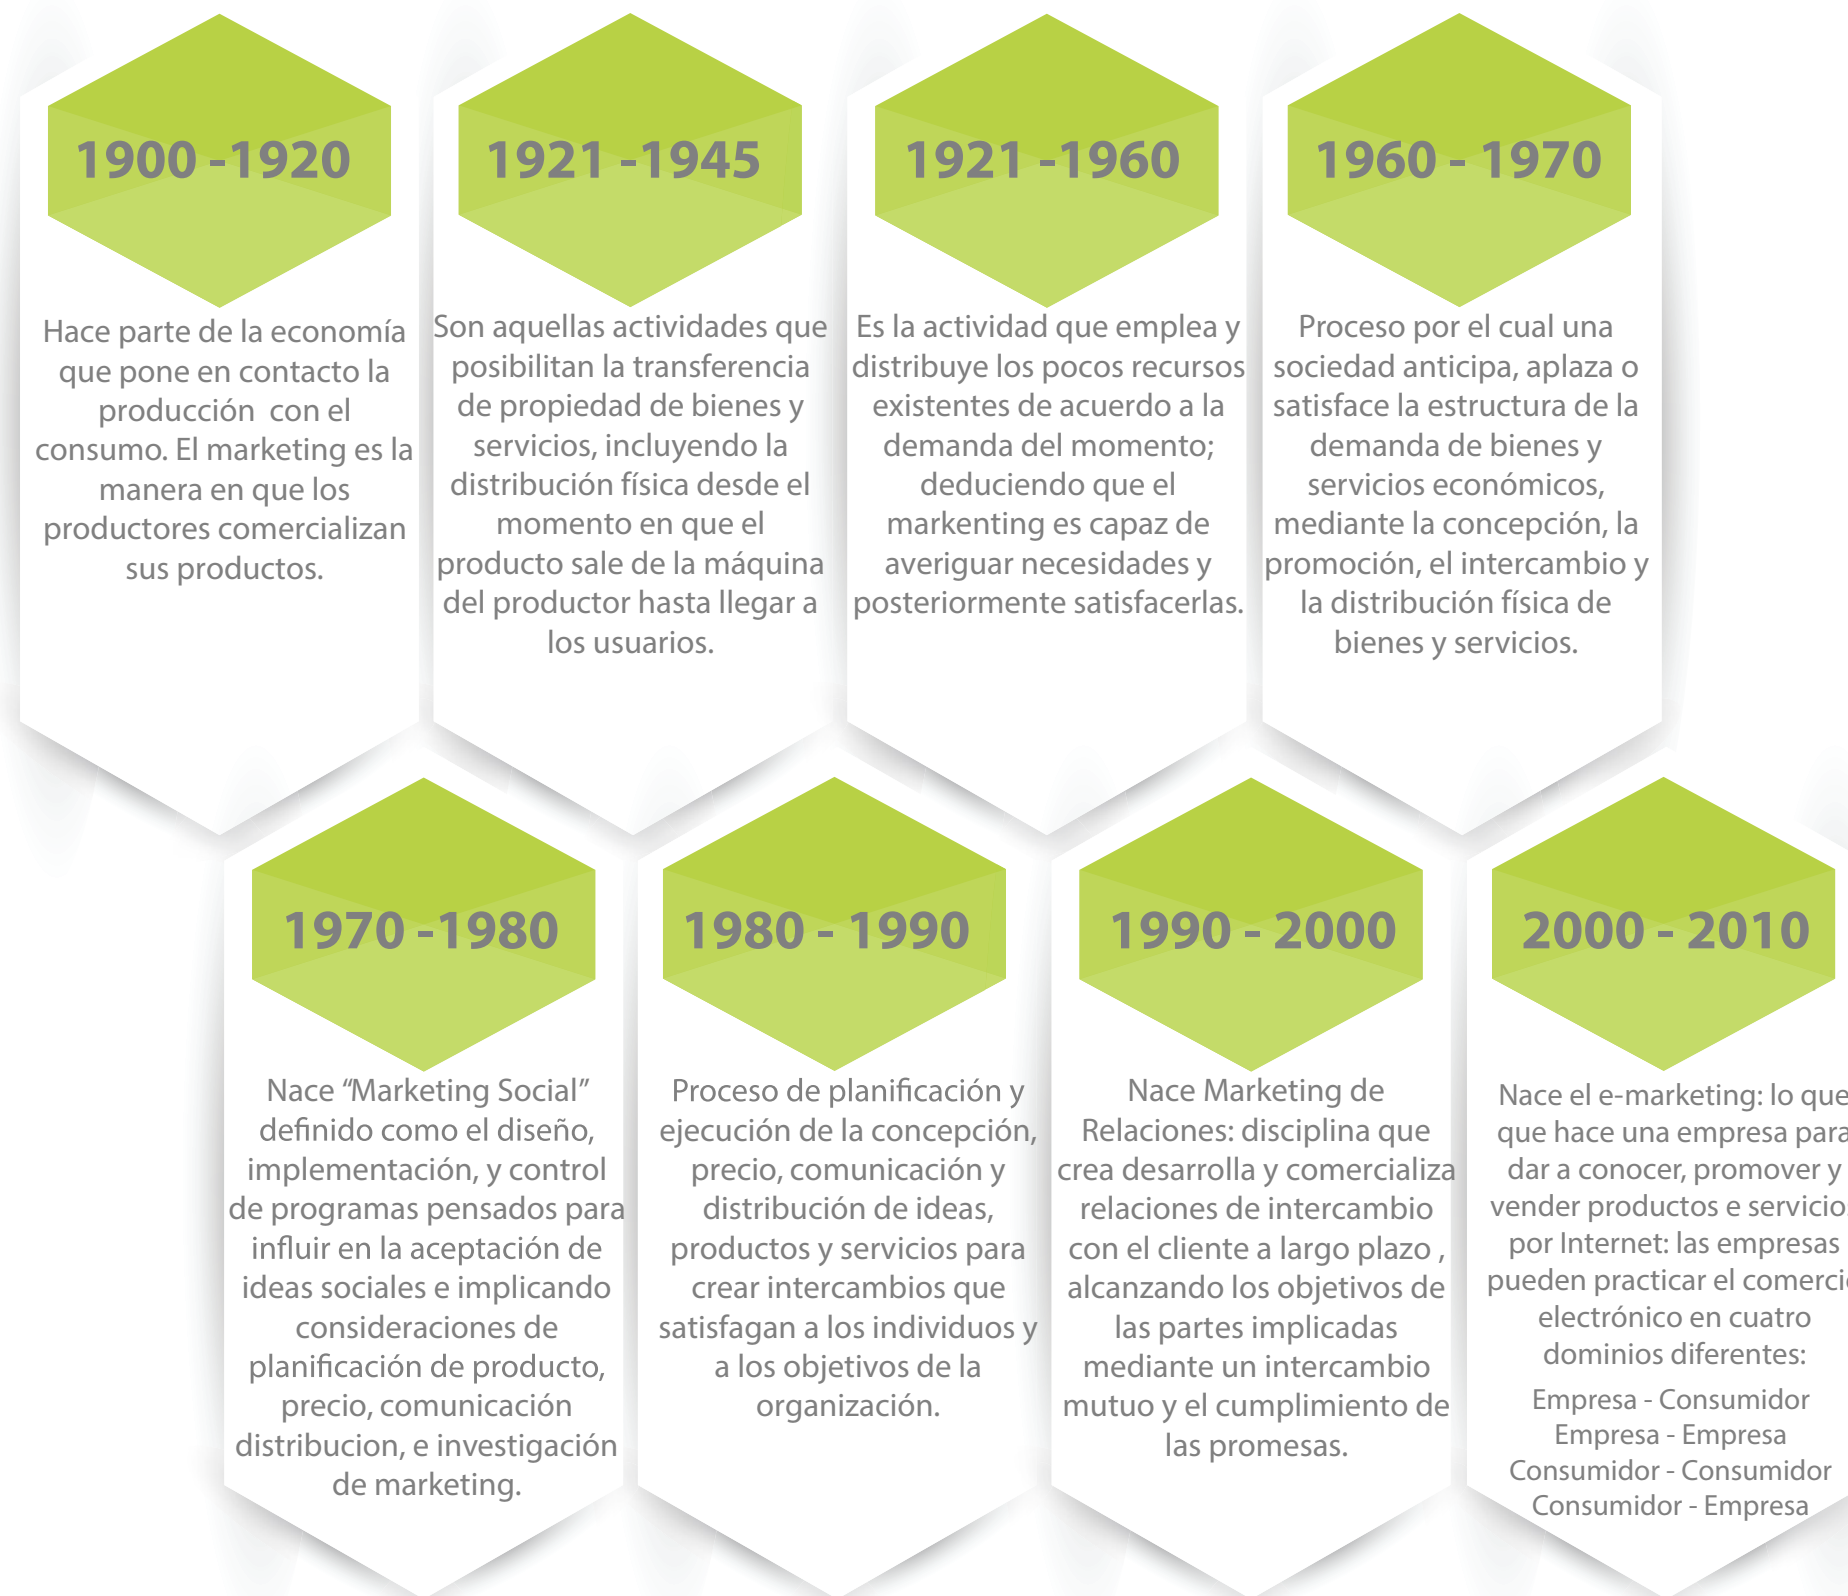 1900 -1920
Hace parte de la economía
que pone en contacto la
producción con el
consumo. El marketing es la
manera en que los
productores comercializan
sus productos.
1921 -1945
Son aquellas actividades que
posibilitan la transferencia
de propiedad de bienes y
servicios, incluyendo la
distribución física desde el
momento en que el
producto sale de la máquina
del productor hasta llegar a
los usuarios.
1921 -1960
Es la actividad que emplea y
distribuye los pocos recursos
existentes de acuerdo a la
demanda del momento;
deduciendo que el
markenting es capaz de
averiguar necesidades y
posteriormente satisfacerlas.
1960 - 1970
Proceso por el cual una
sociedad anticipa, aplaza o
satisface la estructura de la
demanda de bienes y
servicios económicos,
mediante la concepción, la
promoción, el intercambio y
la distribución física de
bienes y servicios.
1970 -1980
Nace “Marketing Social”
definido como el diseño,
implementación, y control
de programas pensados para
influir en la aceptación de
ideas sociales e implicando
consideraciones de
planificación de producto,
precio, comunicación
distribucion, e investigación
de marketing.
1980 - 1990
Proceso de planificación y
ejecución de la concepción,
precio, comunicación y
distribución de ideas,
productos y servicios para
crear intercambios que
satisfagan a los individuos y
a los objetivos de la
organización.
1990 - 2000
Nace Marketing de
Relaciones: disciplina que
crea desarrolla y comercializa
relaciones de intercambio
con el cliente a largo plazo ,
alcanzando los objetivos de
las partes implicadas
mediante un intercambio
mutuo y el cumplimiento de
las promesas.
2000 - 2010
Nace el e-marketing: lo que
que hace una empresa para
dar a conocer, promover y
vender productos e servicio
por Internet: las empresas
pueden practicar el comerci
electrónico en cuatro
dominios diferentes:
Empresa - Consumidor
Empresa - Empresa
Consumidor - Consumidor
Consumidor - Empresa